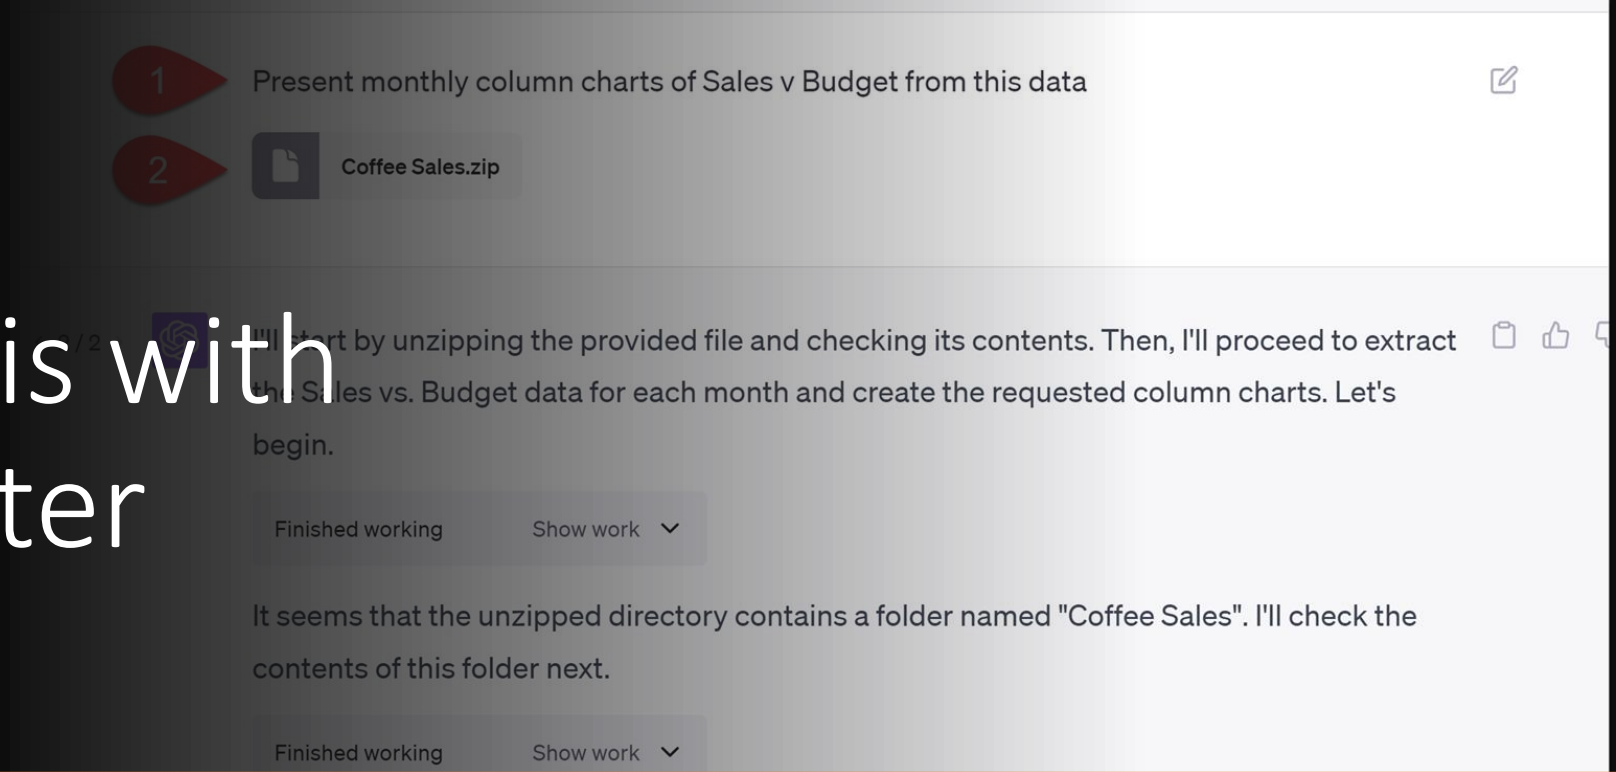 1
Present monthly column charts of Sales v Budget from this data
2
Coffee Sales.zip
/ 2
I'll start by unzipping the provided file and checking its contents. Then, I'll proceed to extract
the Sales vs. Budget data for each month and create the requested column charts. Let's
begin.
is with
ter
Finished working Show work
It seems that the unzipped directory contains a folder named "Coffee Sales". I'll check the
contents of this folder next.
Finished working Show work